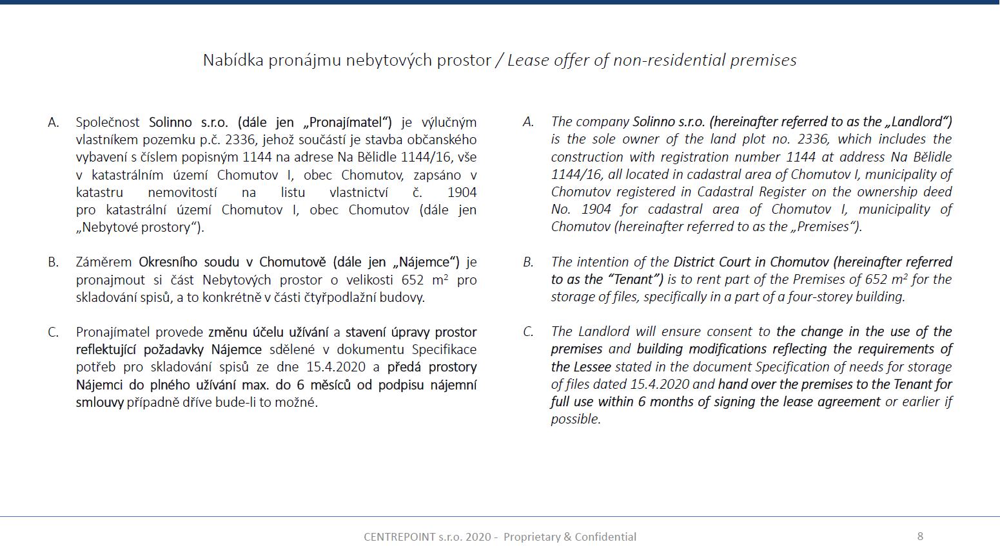 Nabídka pronájmu nebytových prostor / Lease offer of non-residential premises
A. Společnost Solinno s.r.o. (dále jen „Pronajímatel“) je výlučným
vlastníkem pozemku p.č. 2336, jehož součástí je stavba občanského
vybavení s číslem popisným 1144 na adrese Na Bělidle 1144/16, vše
v katastrálním území Chomutov I, obec Chomutov, zapsáno v
katastru nemovitostí na listu vlastnictví č. 1904
pro katastrální území Chomutov I, obec Chomutov (dále jen
„Nebytové prostory“).
B. Záměrem Okresního soudu v Chomutově (dále jen „Nájemce“) je
pronajmout si část Nebytových prostor o velikosti 652 m² pro
skladování spisů, a to konkrétně v části čtyřpodlažní budovy.
C. Pronajímatel provede změnu účelu užívání a stavení úpravy prostor
reflektující požadavky Nájemce sdělené v dokumentu Specifikace
potřeb pro skladování spisů ze dne 15.4.2020 a předá prostory
Nájemci do plného užívání max. do 6 měsíců od podpisu nájemní
smlouvy případně dříve bude-li to možné.
A. The company Solinno s.r.o. (hereinafter referred to as the „Landlord“)
is the sole owner of the land plot no. 2336, which includes the
construction with registration number 1144 at address Na Bělidle
1144/16, all located in cadastral area of Chomutov I, municipality of
Chomutov registered in Cadastral Register on the ownership deed
No. 1904 for cadastral area of Chomutov I, municipality of
Chomutov (hereinafter referred to as the „Premises“).
B. The intention of the District Court in Chomutov (hereinafter referred
to as the “Tenant”) is to rent part of the Premises of 652 m² for the
storage of files, specifically in a part of a four-storey building.
C. The Landlord will ensure consent to the change in the use of the
premises and building modifications reflecting the requirements of
the Lessee stated in the document Specification of needs for storage
of files dated 15.4.2020 and hand over the premises to the Tenant for
full use within 6 months of signing the lease agreement or earlier if
possible.
CENTREPOINT s.r.o. 2020 - Proprietary & Confidential
8